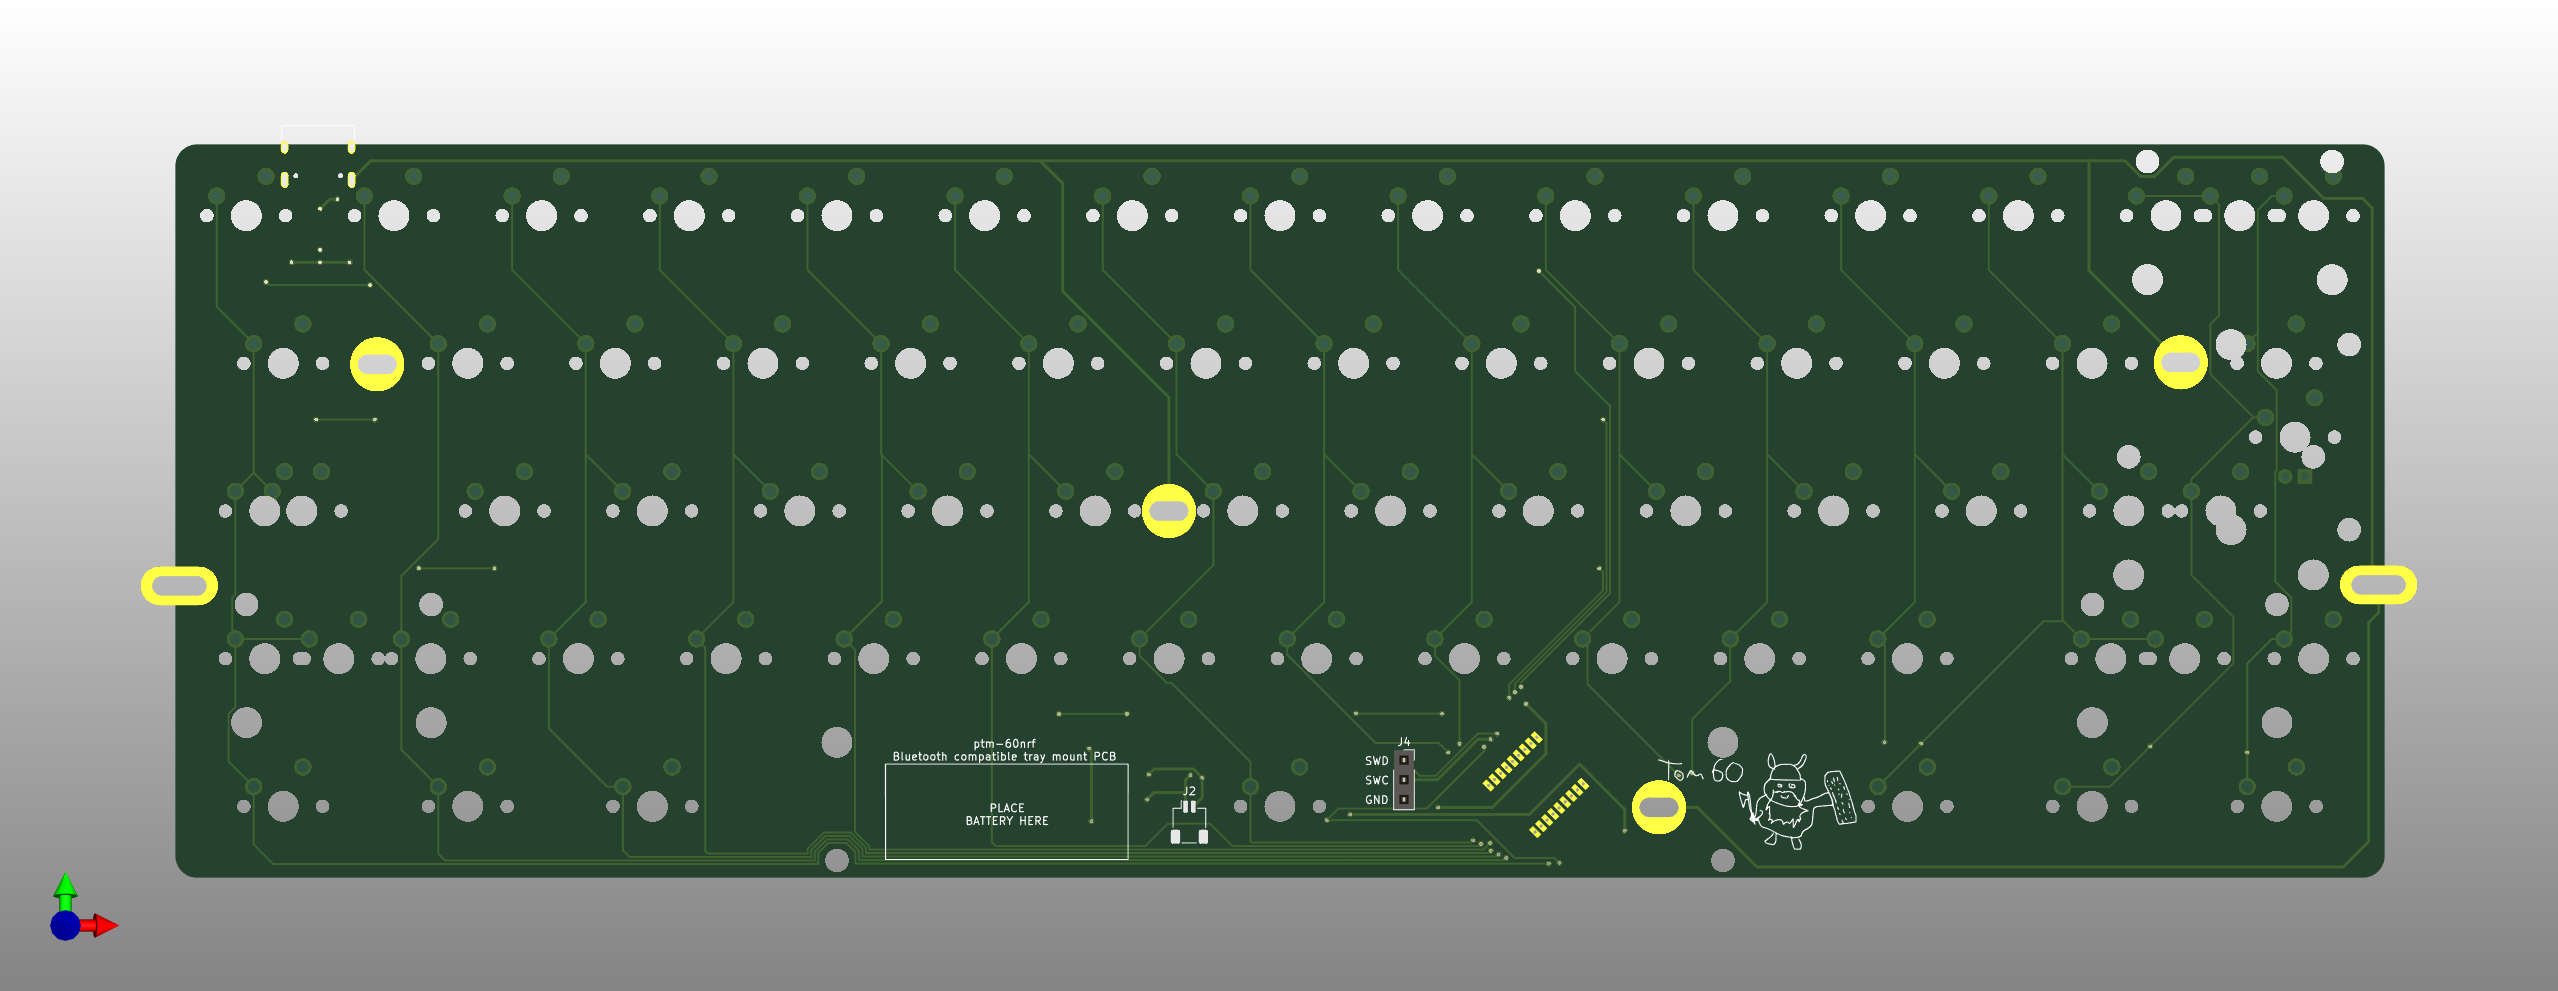 ptm-60nrf
Bluetooth compatible tray mount PCB
PLACE
BATTERY HERE
J2
J4
SWD
SWC
GND
Tom 60